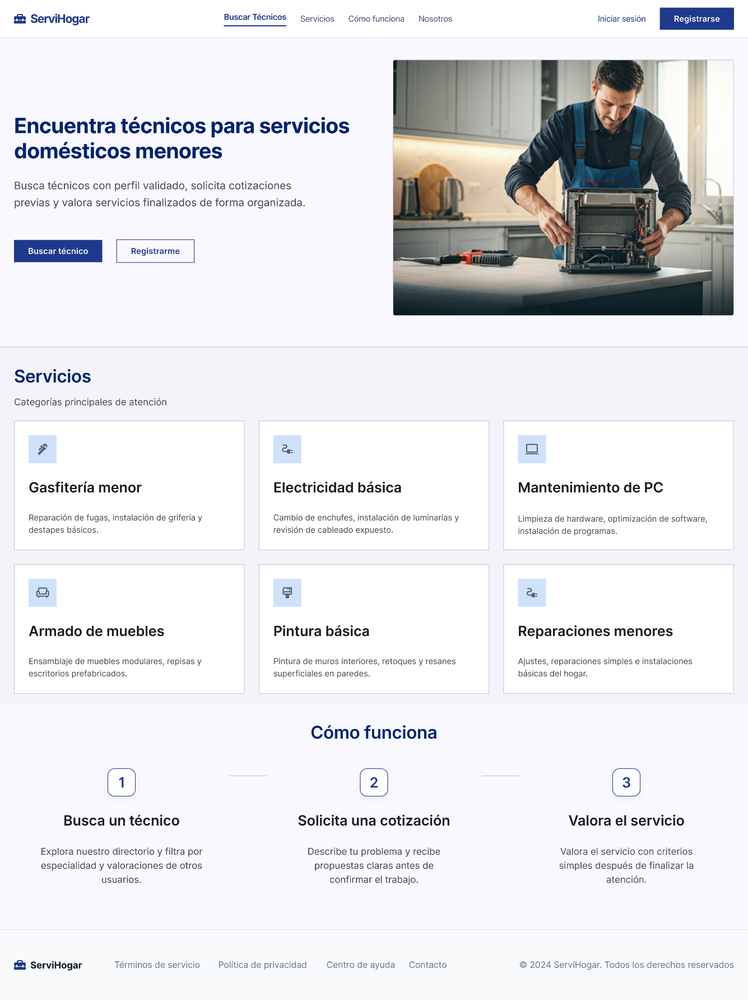 ServiHogar
Buscar Técnicos
Servicios
Cómo funciona
Nosotros
Iniciar sesión
Registrarse
Encuentra técnicos para servicios
domésticos menores
Busca técnicos con perfil validado, solicita cotizaciones
previas y valora servicios finalizados de forma organizada.
Buscar técnico
Registrarme
Servicios
Categorías principales de atención
Gasfitería menor
Reparación de fugas, instalación de grifería y
destapes básicos.
Electricidad básica
Cambio de enchufes, instalación de luminarias y
revisión de cableado expuesto.
Mantenimiento de PC
Limpieza de hardware, optimización de software,
instalación de programas.
Armado de muebles
Ensamblaje de muebles modulares, repisas y
escritorios prefabricados.
Pintura básica
Pintura de muros interiores, retoques y resanes
superficiales en paredes.
Reparaciones menores
Ajustes, reparaciones simples e instalaciones
básicas del hogar.
Cómo funciona
1
Busca un técnico
Explora nuestro directorio y filtra por
especialidad y valoraciones de otros
usuarios.
2
Solicita una cotización
Describe tu problema y recibe
propuestas claras antes de
confirmar el trabajo.
3
Valora el servicio
Valora el servicio con criterios
simples después de finalizar la
atención.
ServiHogar
Términos de servicio
Política de privacidad
Centro de ayuda
Contacto
© 2024 ServiHogar. Todos los derechos reservados